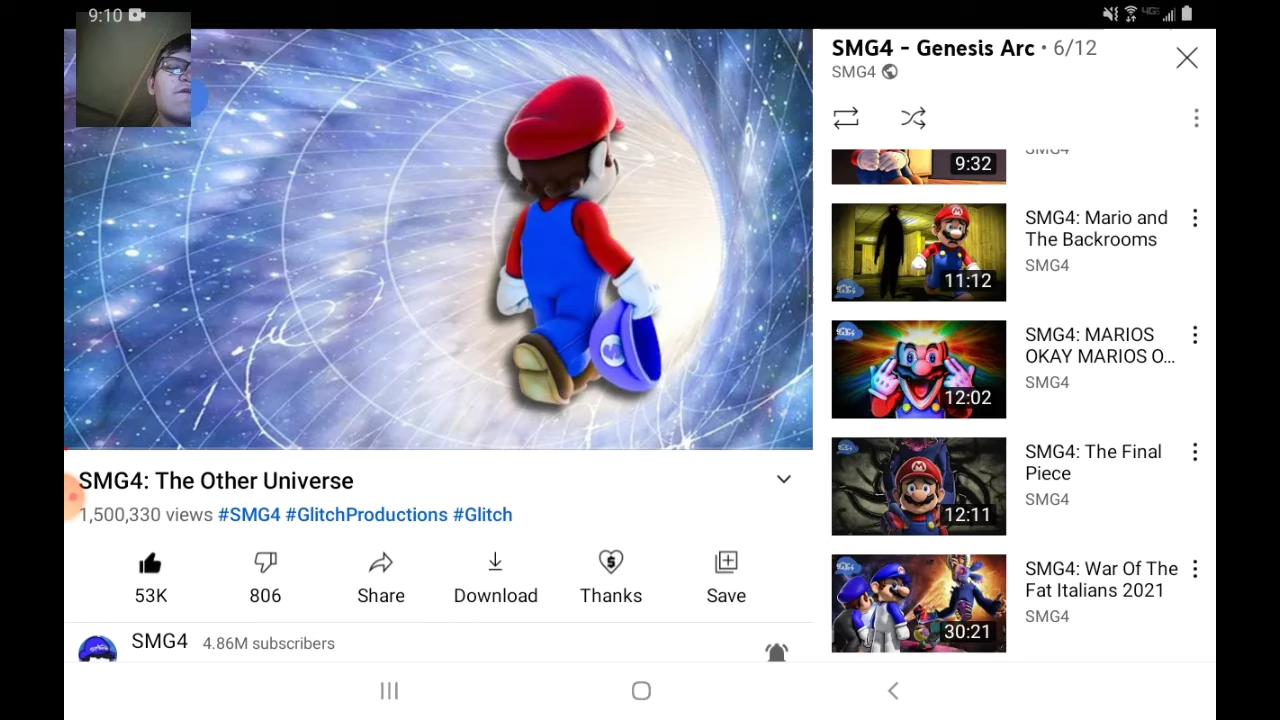 9:10
SMG4 - Genesis Arc • 6/12
SMG4
9:32
SMG4: Mario and
The Backrooms
SMG4
11:12
SMG4: MARIOS
OKAY MARIOS O...
SMG4
12:02
SMG4: The Final
Piece
SMG4
12:11
SMG4: War Of The
Fat Italians 2021
SMG4
30:21
SMG4: The Other Universe
1,500,330 views #SMG4 #GlitchProductions #Glitch
53K
806
Share
Download
Thanks
Save
SMG4 4.86M subscribers